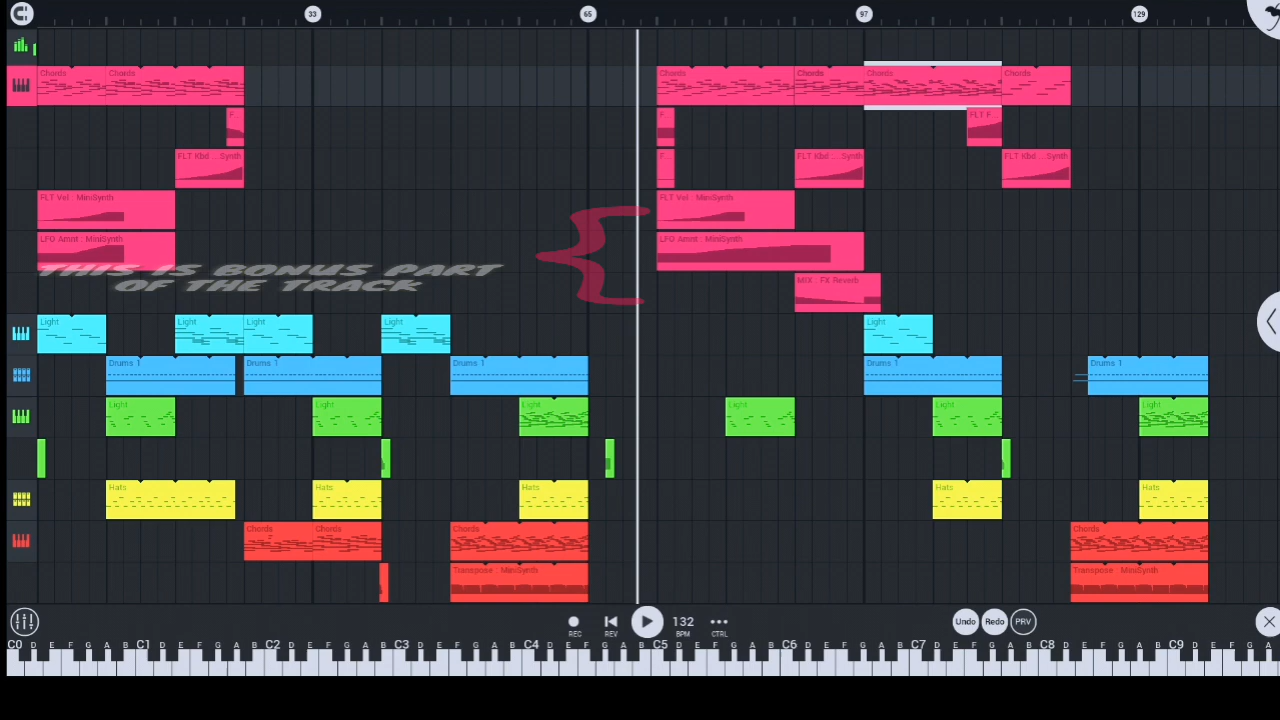 33 65 97 129
Chords Chords Chords Chords Chords Chords
F... F... FLT F...
FLT Kbd ... Synth F... FLT Kbd ... Synth FLT Kbd ... Synth
FLT Vel : MiniSynth FLT Vel : MiniSynth
LFO Amnt : MiniSynth LFO Amnt : MiniSynth
THIS IS BONUS PART
OF THE TRACK
MIX : FX Reverb
Light Light Light Light Light
Drums 1 Drums 1 Drums 1 Drums 1 Drums 1
Light Light Light Light Light Light
Hats Hats Hats Hats Hats
Chords Chords Chords Chords
Transpose : MiniSynth Transpose : MiniSynth
132 Undo Redo PRV
REC REV BPM CTRL
C0 D E F G A B C1 D E F G A B C2 D E F G A B C3 D E F G A B C4 D E F G A B C5 D E F G A B C6 D E F G A B C7 D E F G A B C8 D E F G A B C9 D E F G A